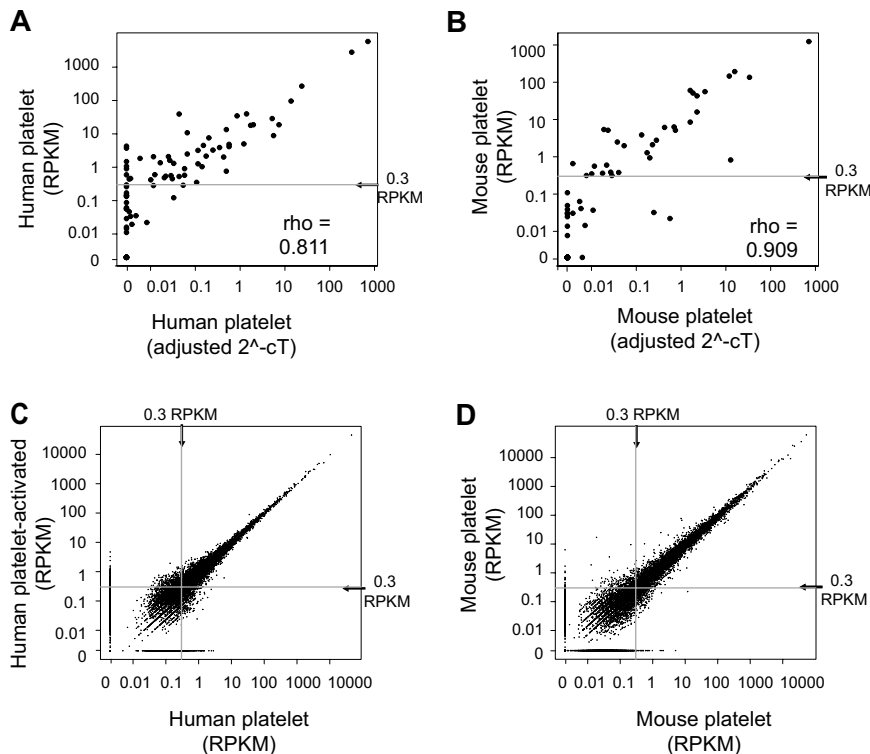 A
Human platelet
(RPKM)
1000
100
10
1
0.1
0.01
0
0.3
RPKM
rho =
0.811
0 0.01 0.1 1 10 100 1000
Human platelet
(adjusted 2^-cT)
B
Mouse platelet
(RPKM)
1000
100
10
1
0.1
0.01
0
0.3
RPKM
rho =
0.909
0 0.01 0.1 1 10 100 1000
Mouse platelet
(adjusted 2^-cT)
C
0.3 RPKM
Human platelet-activated
(RPKM)
10000
1000
100
10
1
0.1
0.01
0
0.3
RPKM
0 0.01 0.1 1 10 100 1000 10000
Human platelet
(RPKM)
D
0.3 RPKM
Mouse platelet
(RPKM)
10000
1000
100
10
1
0.1
0.01
0
0.3
RPKM
0 0.01 0.1 1 10 100 1000 10000
Mouse platelet
(RPKM)